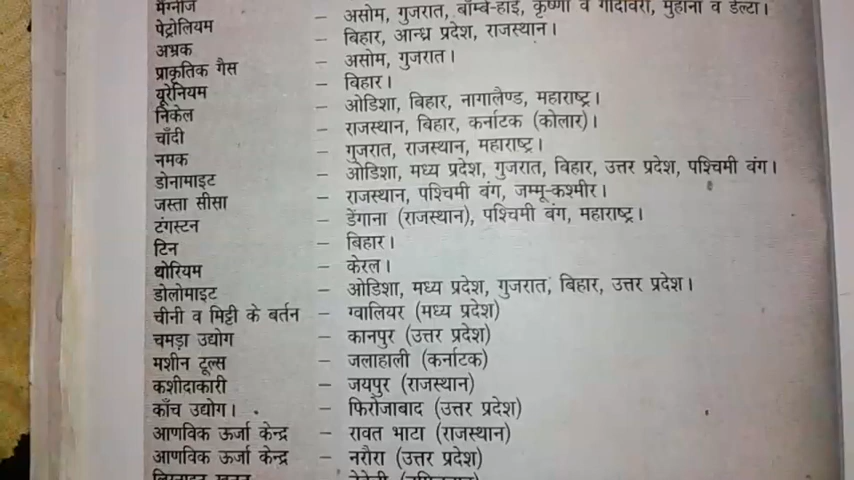 पेट्रोलियम – असोम, गुजरात, बॉम्बे-हाई, कृष्णा व गोदावरी, मुहाना व डेल्टा।
अभ्रक – बिहार, आन्ध्र प्रदेश, राजस्थान।
प्राकृतिक गैस – असोम, गुजरात।
यूरेनियम – बिहार।
निकेल – ओडिशा, बिहार, नागालैण्ड, महाराष्ट्र।
चाँदी – राजस्थान, बिहार, कर्नाटक (कोलार)।
नमक – गुजरात, राजस्थान, महाराष्ट्र।
डोनामाइट – ओडिशा, मध्य प्रदेश, गुजरात, बिहार, उत्तर प्रदेश, पश्चिमी बंग।
जस्ता सीसा – राजस्थान, पश्चिमी बंग, जम्मू-कश्मीर।
टंगस्टन – डेंगाना (राजस्थान), पश्चिमी बंग, महाराष्ट्र।
टिन – बिहार।
थोरियम – केरल।
डोलोमाइट – ओडिशा, मध्य प्रदेश, गुजरात, बिहार, उत्तर प्रदेश।
चीनी व मिट्टी के बर्तन – ग्वालियर (मध्य प्रदेश)
चमड़ा उद्योग – कानपुर (उत्तर प्रदेश)
मशीन टूल्स – जलाहाली (कर्नाटक)
कशीदाकारी – जयपुर (राजस्थान)
काँच उद्योग। – फिरोजाबाद (उत्तर प्रदेश)
आणविक ऊर्जा केन्द्र – रावत भाटा (राजस्थान)
आणविक ऊर्जा केन्द्र – नरौरा (उत्तर प्रदेश)